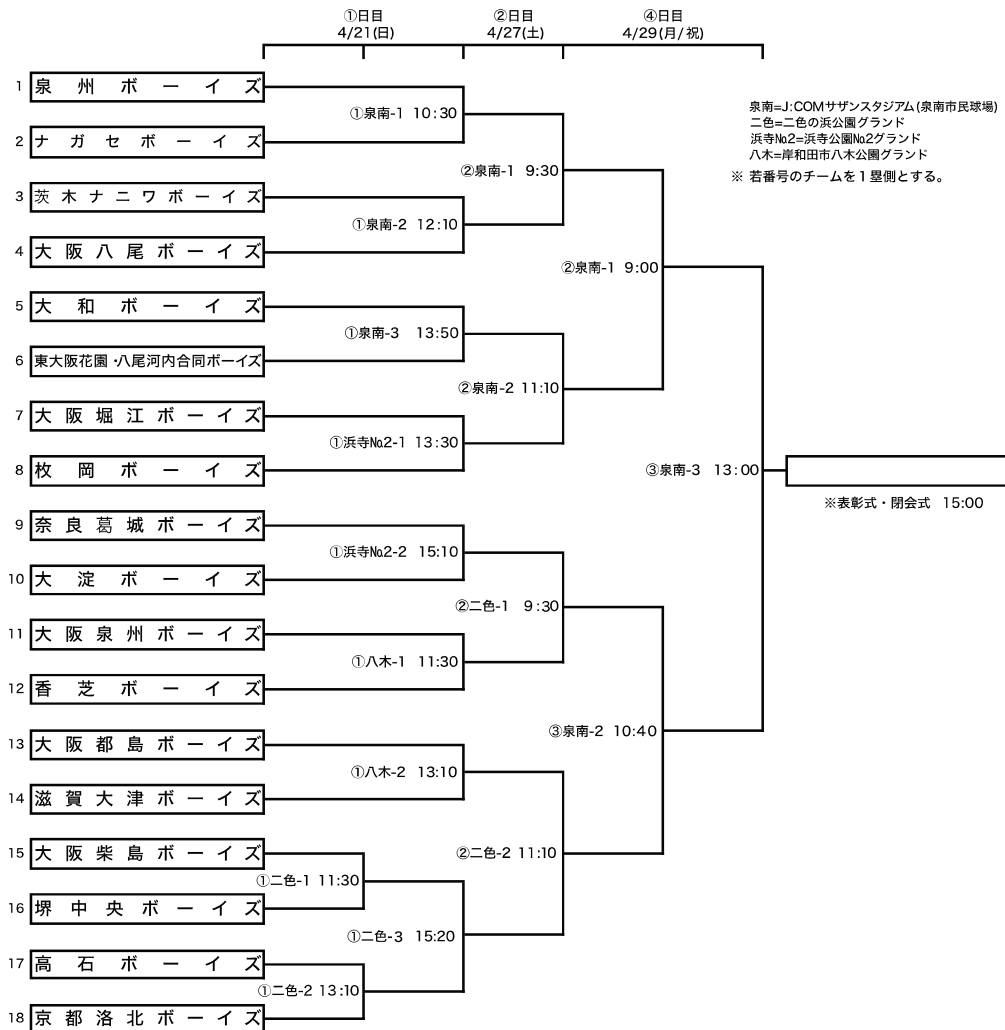 ①日目 ②日目 ④日目
4/21(日) 4/27(土) 4/29(月/祝)
泉南=J:COMサザンスタジアム(泉南市民球場)
二色=二色の浜公園グランド
浜寺№2=浜寺公園№2グランド
八木=岸和田市八木公園グランド
※ 若番号のチームを1塁側とする。
1 泉州ボーイズ
①泉南-1 10:30
2 ナガセボーイズ
②泉南-1 9:30
3 茨木ナニワボーイズ
①泉南-2 12:10
4 大阪八尾ボーイズ
②泉南-1 9:00
5 大和ボーイズ
①泉南-3 13:50
6 東大阪花園・八尾河内合同ボーイズ
②泉南-2 11:10
7 大阪堀江ボーイズ
①浜寺№2-1 13:30
8 枚岡ボーイズ
③泉南-3 13:00
※表彰式・閉会式 15:00
9 奈良葛城ボーイズ
①浜寺№2-2 15:10
10 大淀ボーイズ
②二色-1 9:30
11 大阪泉州ボーイズ
①八木-1 11:30
12 香芝ボーイズ
③泉南-2 10:40
13 大阪都島ボーイズ
①八木-2 13:10
14 滋賀大津ボーイズ
②二色-2 11:10
15 大阪柴島ボーイズ
①二色-1 11:30
16 堺中央ボーイズ
①二色-3 15:20
17 高石ボーイズ
①二色-2 13:10
18 京都洛北ボーイズ